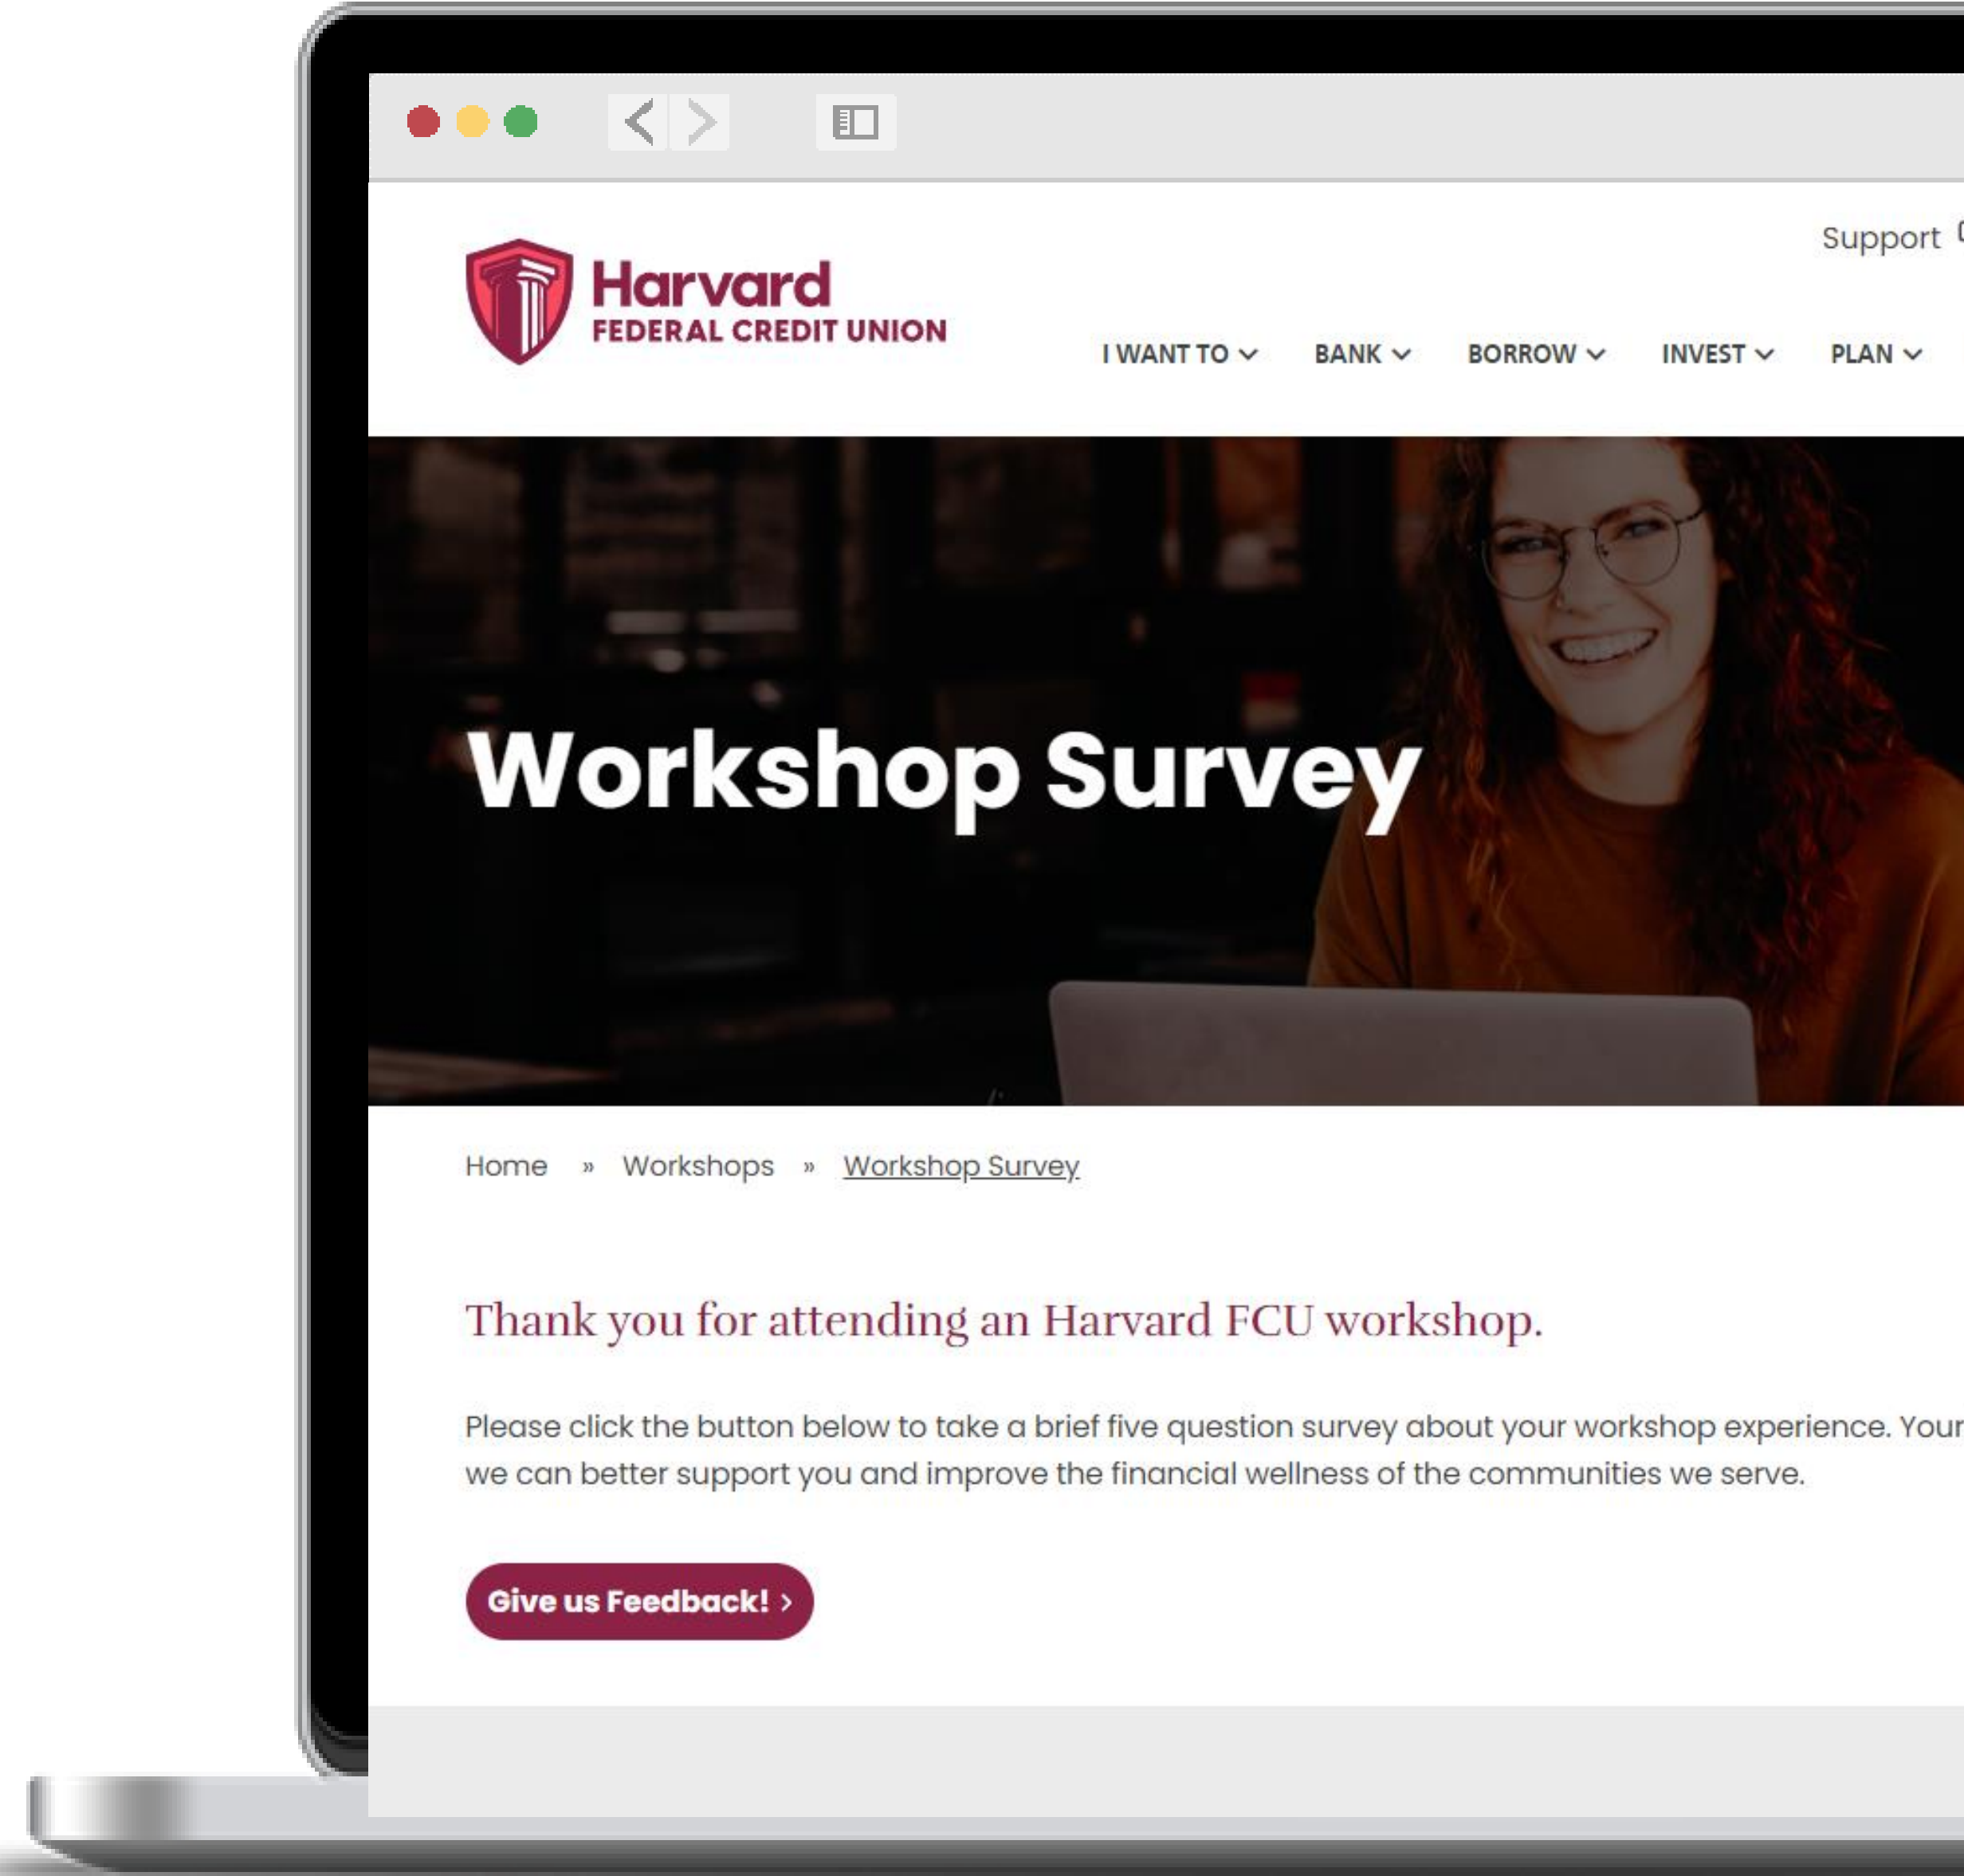 Harvard
FEDERAL CREDIT UNION
Support
I WANT TO
BANK
BORROW
INVEST
PLAN
Workshop Survey
Home » Workshops » Workshop Survey
Thank you for attending an Harvard FCU workshop.
Please click the button below to take a brief five question survey about your workshop experience. Your
we can better support you and improve the financial wellness of the communities we serve.
Give us Feedback! >